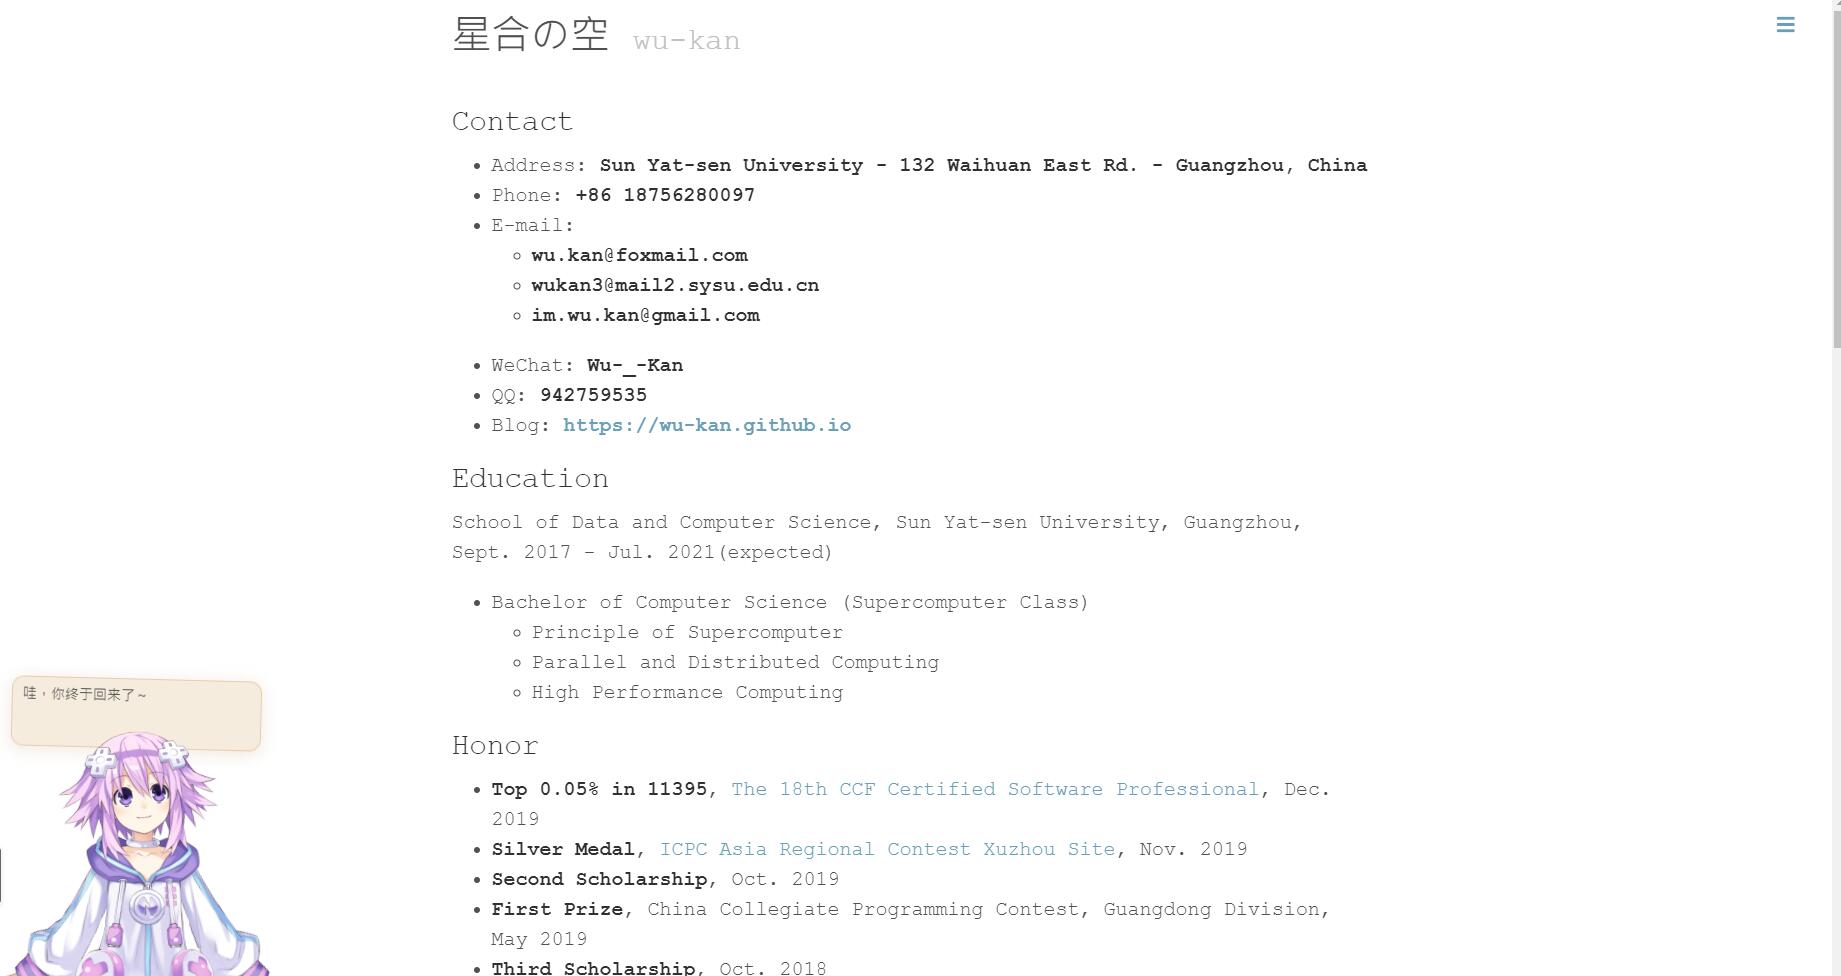 星合の空 wu-kan
Contact
Address: Sun Yat-sen University - 132 Waihuan East Rd. - Guangzhou, China
Phone: +86 18756280097
E-mail:
wu.kan@foxmail.com
wukan3@mail2.sysu.edu.cn
im.wu.kan@gmail.com
WeChat: Wu-_-Kan
QQ: 942759535
Blog: https://wu-kan.github.io
Education
School of Data and Computer Science, Sun Yat-sen University, Guangzhou,
Sept. 2017 - Jul. 2021(expected)
Bachelor of Computer Science (Supercomputer Class)
Principle of Supercomputer
Parallel and Distributed Computing
High Performance Computing
哇，你终于回来了～
Honor
Top 0.05% in 11395, The 18th CCF Certified Software Professional, Dec.
2019
Silver Medal, ICPC Asia Regional Contest Xuzhou Site, Nov. 2019
Second Scholarship, Oct. 2019
First Prize, China Collegiate Programming Contest, Guangdong Division,
May 2019
Third Scholarship, Oct. 2018